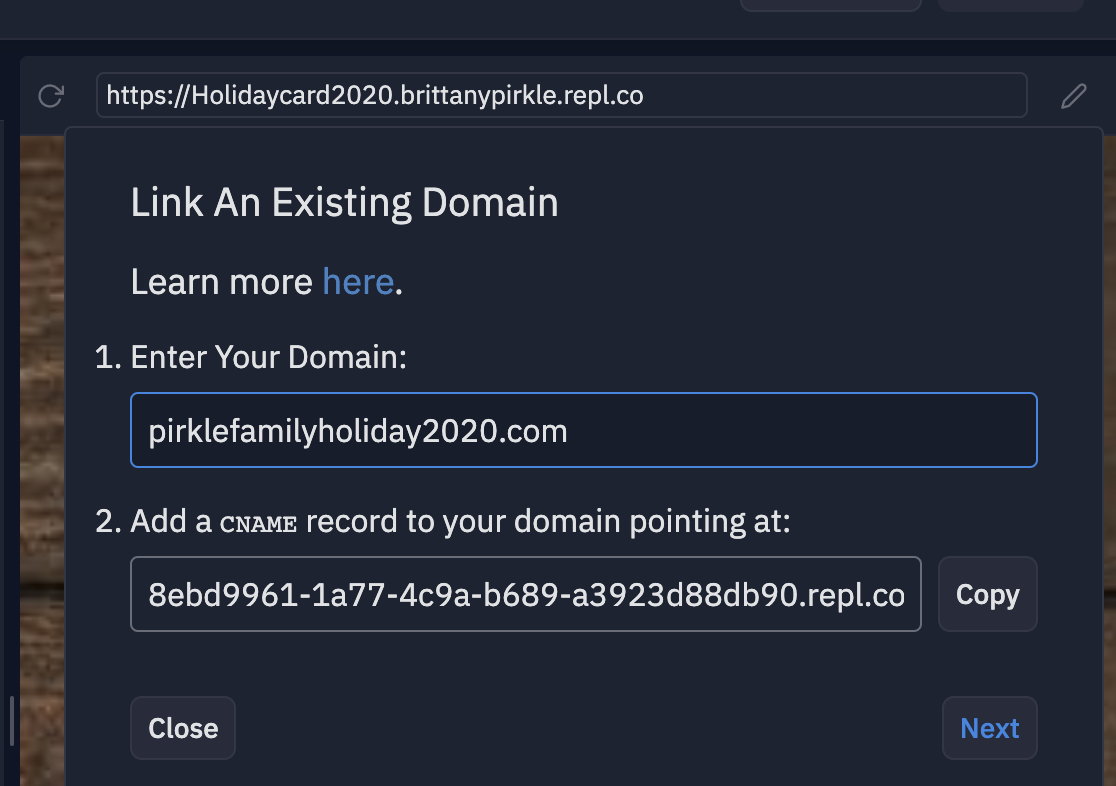 https://Holidaycard2020.brittanypirkle.repl.co
Link An Existing Domain
Learn more here.
1. Enter Your Domain:
pirklefamilyholiday2020.com
2. Add a CNAME record to your domain pointing at:
8ebd9961-1a77-4c9a-b689-a3923d88db90.repl.co
Copy
Close
Next